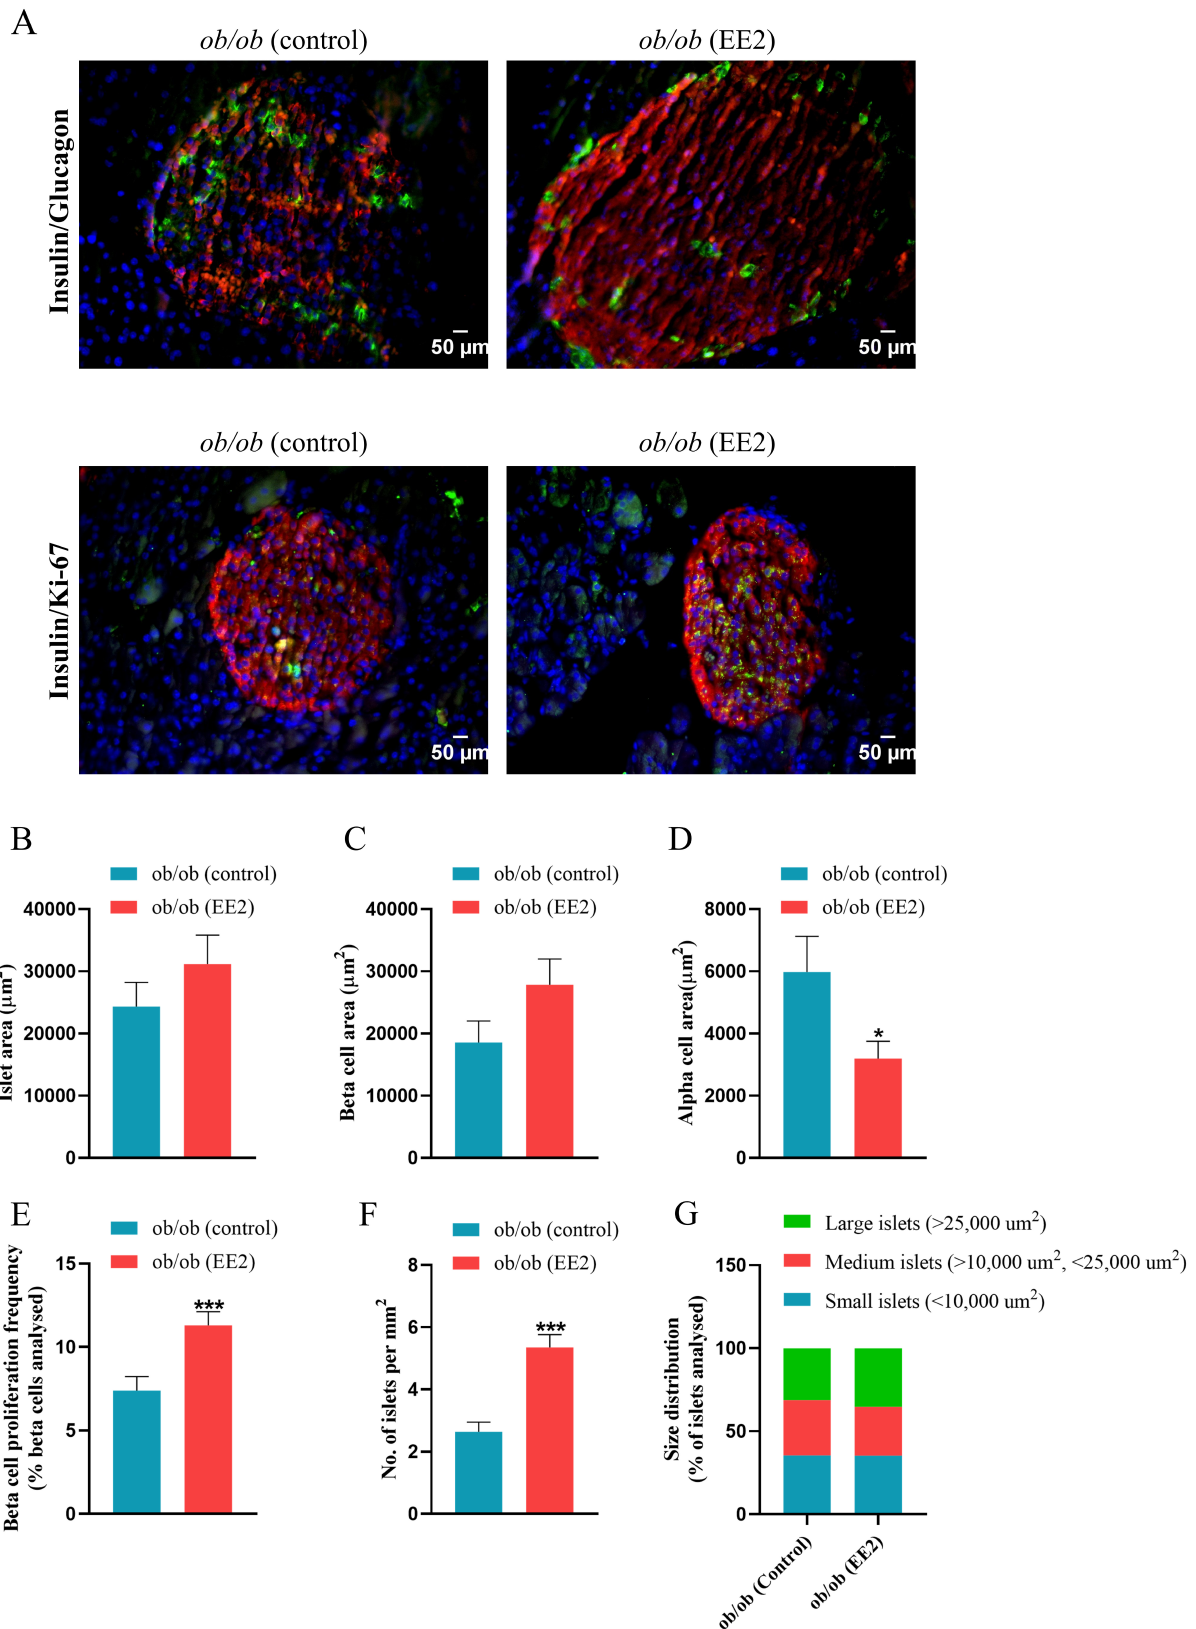 A
ob/ob (control)
ob/ob (EE2)
Insulin/Glucagon
50 µm
50 µm
ob/ob (control)
ob/ob (EE2)
Insulin/Ki-67
50 µm
50 µm
B
ob/ob (control)
ob/ob (EE2)
Islet area (µm²)
40000
30000
20000
10000
0
C
ob/ob (control)
ob/ob (EE2)
Beta cell area (µm²)
40000
30000
20000
10000
0
D
ob/ob (control)
ob/ob (EE2)
Alpha cell area(µm²)
8000
6000
4000
2000
0
*
E
ob/ob (control)
ob/ob (EE2)
Beta cell proliferation frequency
(% beta cells analysed)
15
10
5
0
***
F
ob/ob (control)
ob/ob (EE2)
No. of islets per mm²
8
6
4
2
0
***
G
Large islets (>25,000 um²)
Medium islets (>10,000 um², <25,000 um²)
Small islets (<10,000 um²)
Size distribution
(% of islets analysed)
150
100
50
0
ob/ob (Control)
ob/ob (EE2)